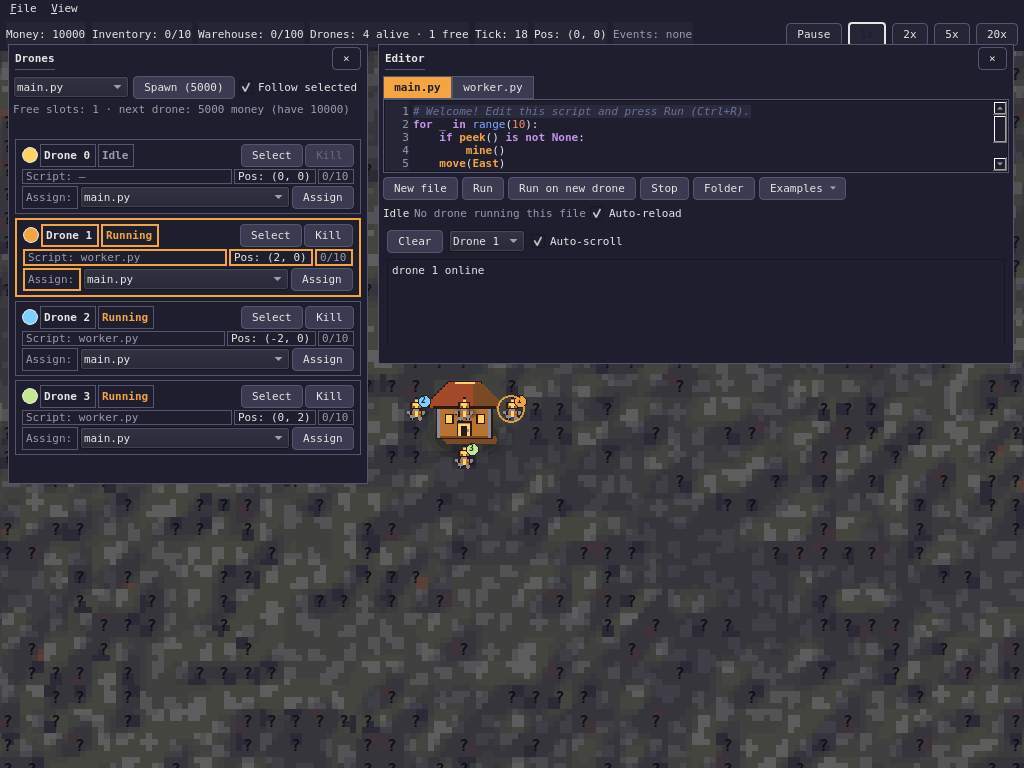 File View
Money: 10000 Inventory: 0/10 Warehouse: 0/100 Drones: 4 alive · 1 free Tick: 18 Pos: (0, 0) Events: none Pause 2x 5x 20x
Drones ×
main.py Spawn (5000) ✓ Follow selected
Free slots: 1 · next drone: 5000 money (have 10000)
Drone 0 Idle Select Kill
Script: — Pos: (0, 0) 0/10
Assign: main.py Assign
Drone 1 Running Select Kill
Script: worker.py Pos: (2, 0) 0/10
Assign: main.py Assign
Drone 2 Running Select Kill
Script: worker.py Pos: (-2, 0) 0/10
Assign: main.py Assign
Drone 3 Running Select Kill
Script: worker.py Pos: (0, 2) 0/10
Assign: main.py Assign
Editor ×
main.py worker.py
1 # Welcome! Edit this script and press Run (Ctrl+R).
2 for _ in range(10):
3 if peek() is not None:
4 mine()
5 move(East)
New file Run Run on new drone Stop Folder Examples
Idle No drone running this file ✓ Auto-reload
Clear Drone 1 ✓ Auto-scroll
drone 1 online